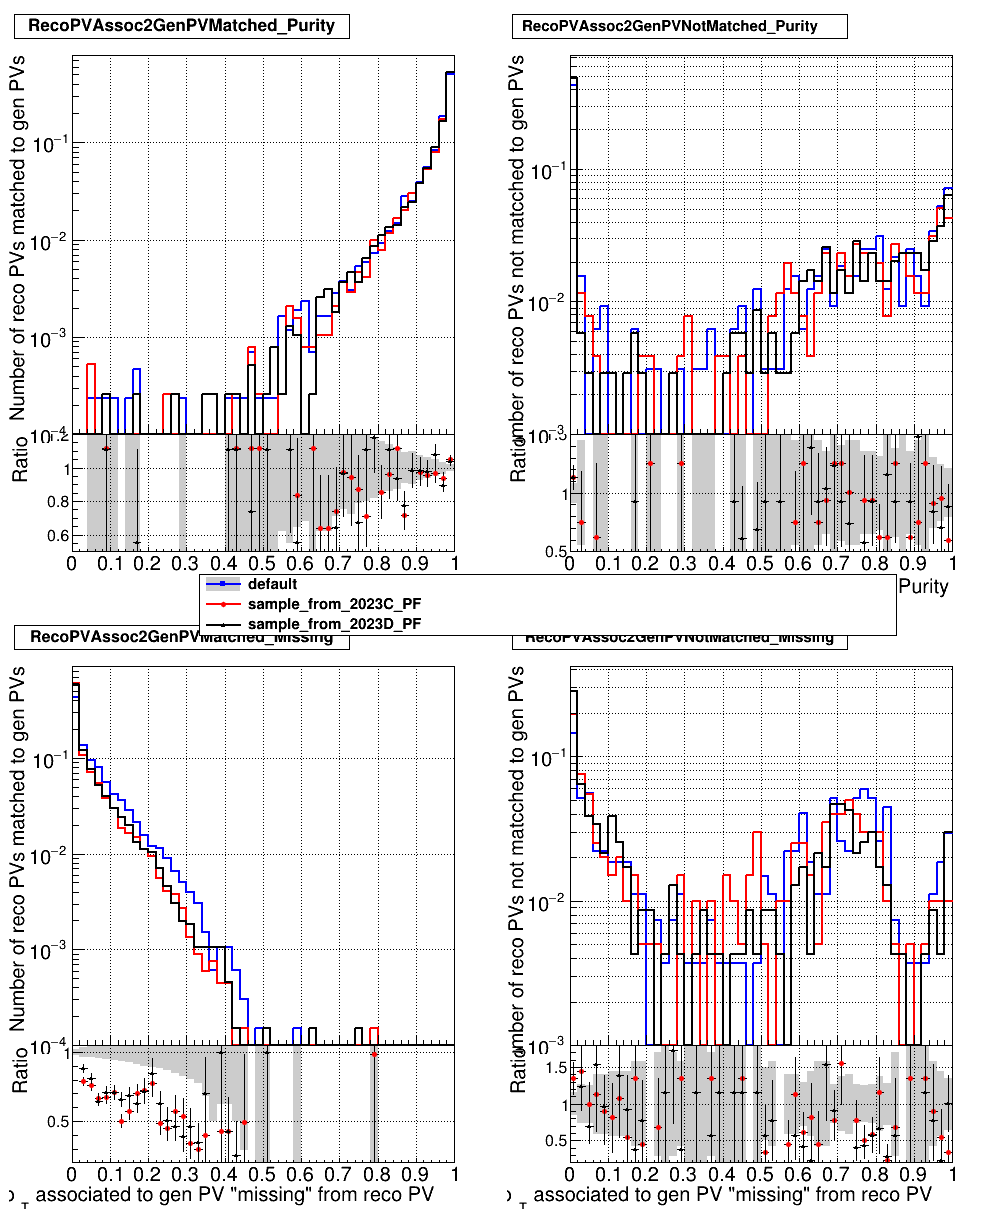 RecoPVAssoc2GenPVMatched_Purity
RecoPVAssoc2GenPVNotMatched_Purity
Number of reco PVs matched to gen PVs
10−1
10−2
10−3
10−4
Ratio
1.2
1
0.8
0.6
0 0.1 0.2 0.3 0.4 0.5 0.6 0.7 0.8 0.9 1
umber of reco PVs not matcched to gen PVs
10−1
10−2
10−3
Ratio
1
0.5
0 0.1 0.2 0.3 0.4 0.5 0.6 0.7 0.8 0.9 1
Purity
default
sample_from_2023C_PF
sample_from_2023D_PF
RecoPVAssoc2GenPVMatched_Missing
RecoPVAssoc2GenPVNotMatched_Missing
Number of reco PVs matched to gen PVs
10−1
10−2
10−3
10−4
Ratio
1
0.5
0 0.1 0.2 0.3 0.4 0.5 0.6 0.7 0.8 0.9 1
associated to gen PV "missing" from reco PV
umber of reco PVs not matcched to gen PVs
10−1
10−2
10−3
Ratio
1.5
1
0.5
0 0.1 0.2 0.3 0.4 0.5 0.6 0.7 0.8 0.9 1
associated to gen PV "missing" from reco PV